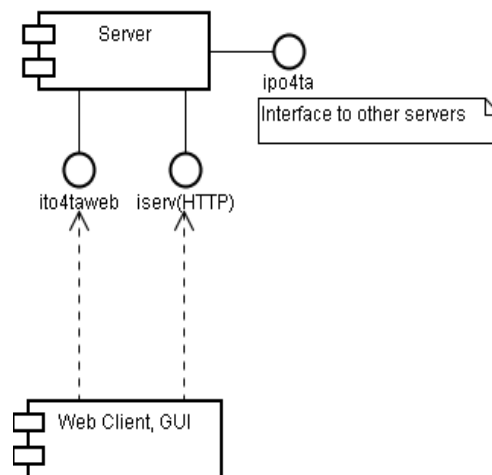 Server
ipo4ta
Interface to other servers
ito4taweb
iserv(HTTP)
Web Client, GUI